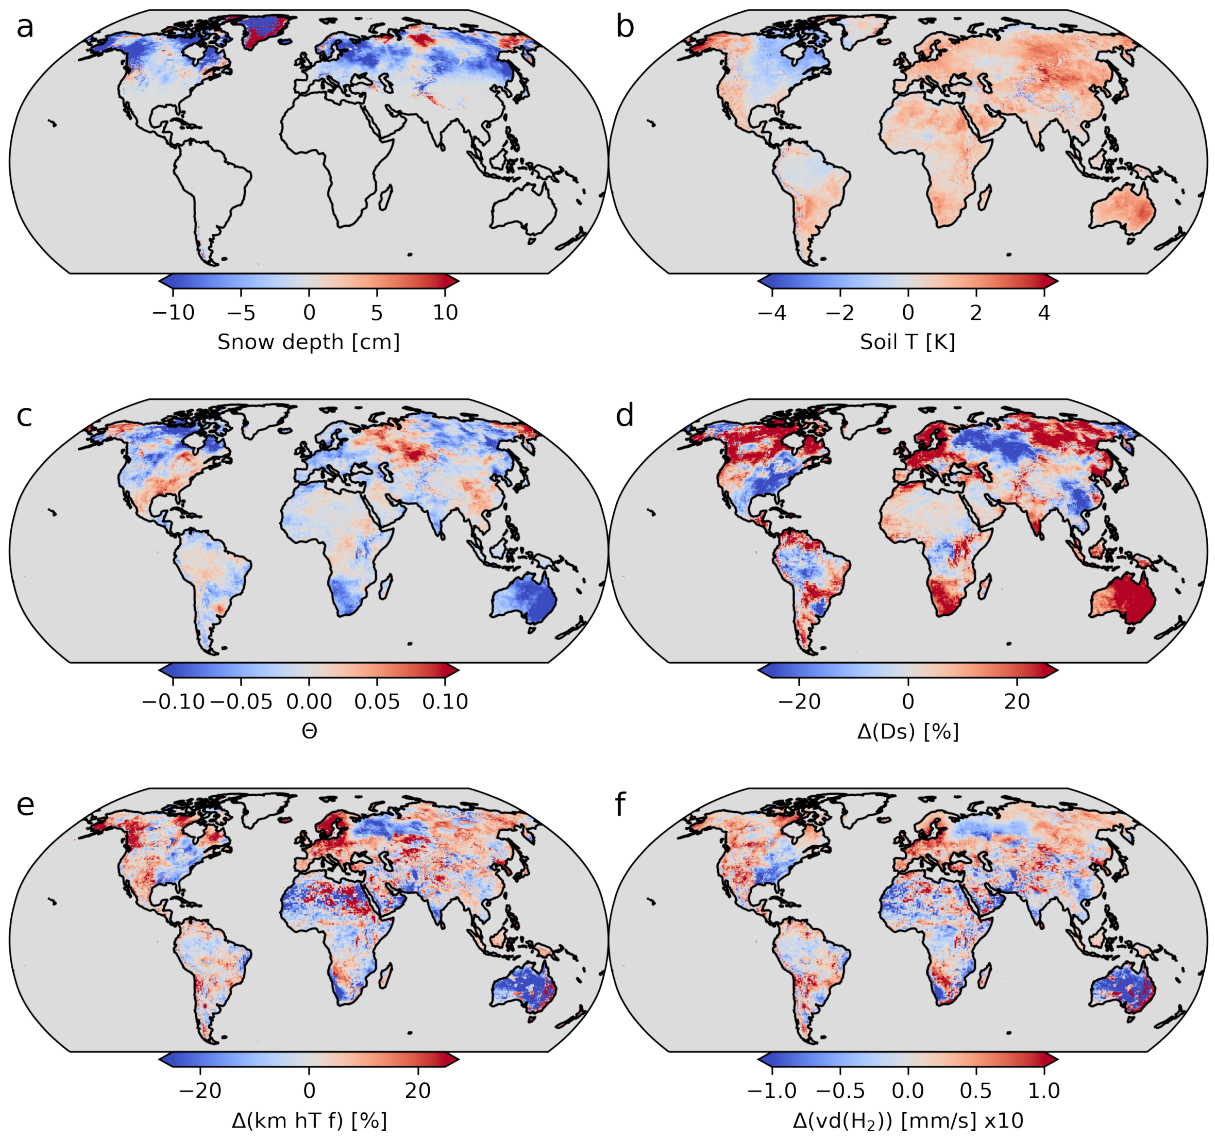 a
b
−10 −5 0 5 10
Snow depth [cm]
−4 −2 0 2 4
Soil T [K]
c
d
−0.10 −0.05 0.00 0.05 0.10
Θ
−20 0 20
Δ(Ds) [%]
e
f
−20 0 20
Δ(km hT f) [%]
−1.0 −0.5 0.0 0.5 1.0
Δ(vd(H₂)) [mm/s] x10